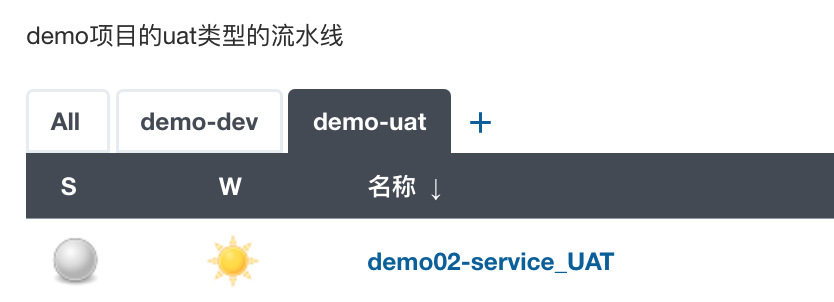 demo项目的uat类型的流水线
All demo-dev demo-uat +
S W 名称 ↓
demo02-service_UAT